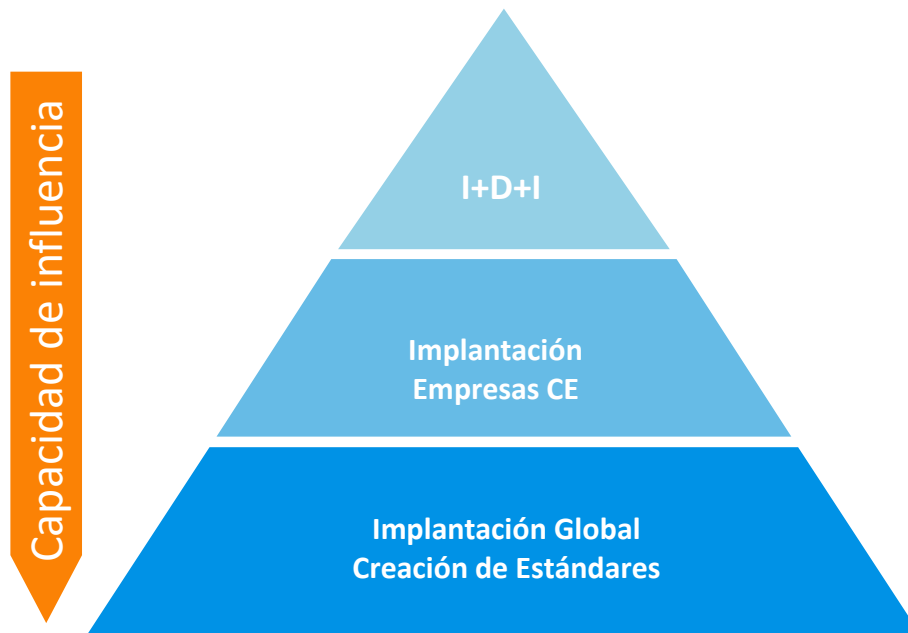 Capacidad de influencia
I+D+I
Implantación
Empresas CE
Implantación Global
Creación de Estándares